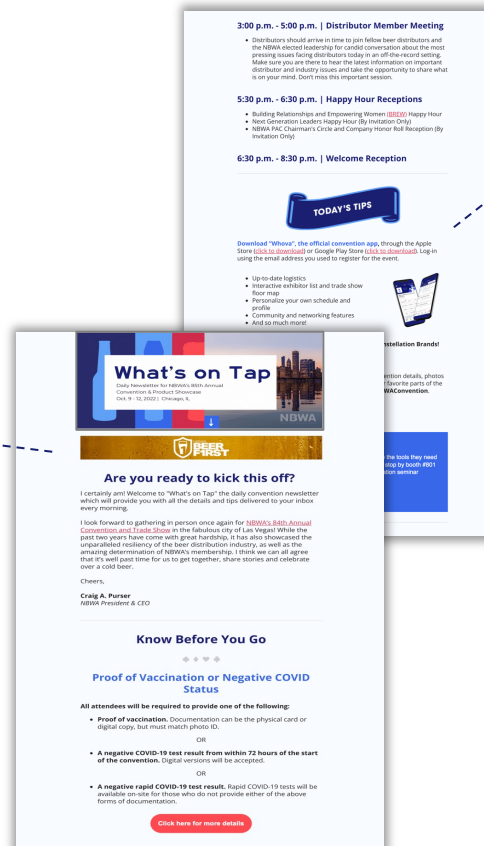 3:00 p.m. - 5:00 p.m. | Distributor Member Meeting
• Distributors should arrive in time to join fellow beer distributors and
the NBWA elected leadership for candid conversation about the most
pressing issues facing distributors today in an off-the-record setting.
Make sure you are there to hear the latest information on important
distributor and industry issues and take the opportunity to share what
is on your mind. Don't miss this important session.
5:30 p.m. - 6:30 p.m. | Happy Hour Receptions
• Building Relationships and Empowering Women (BREW) Happy Hour
• Next Generation Leaders Happy Hour (By Invitation Only)
• NBWA PAC Chairman's Circle and Company Honor Roll Reception (By
Invitation Only)
6:30 p.m. - 8:30 p.m. | Welcome Reception
TODAY'S TIPS
Download "Whova", the official convention app, through the Apple
Store (click to download) or Google Play Store (click to download). Log-in
using the email address you used to register for the event.
• Up-to-date logistics
• Interactive exhibitor list and trade show
floor map
• Personalize your own schedule and
profile
• Community and networking features
• And so much more!
nstellation Brands!
ention details, photos
r favorite parts of the
WAConvention.
the tools they need
stop by booth #801
ation seminar
What's on Tap
Daily Newsletter for NBWA's 85th Annual
Convention & Product Showcase
Oct. 9 - 12, 2022 | Chicago, IL
NBWA
BEER
FIRST
Are you ready to kick this off?
I certainly am! Welcome to "What's on Tap" the daily convention newsletter
which will provide you with all the details and tips delivered to your inbox
every morning.
I look forward to gathering in person once again for NBWA's 84th Annual
Convention and Trade Show in the fabulous city of Las Vegas! While the
past two years have come with great hardship, it has also showcased the
unparalleled resiliency of the beer distribution industry, as well as the
amazing determination of NBWA's membership. I think we can all agree
that it's well past time for us to get together, share stories and celebrate
over a cold beer.
Cheers,
Craig A. Purser
NBWA President & CEO
Know Before You Go
Proof of Vaccination or Negative COVID
Status
All attendees will be required to provide one of the following:
• Proof of vaccination. Documentation can be the physical card or
digital copy, but must match photo ID.
OR
• A negative COVID-19 test result from within 72 hours of the start
of the convention. Digital versions will be accepted.
OR
• A negative rapid COVID-19 test result. Rapid COVID-19 tests will be
available on-site for those who do not provide either of the above
forms of documentation.
Click here for more details